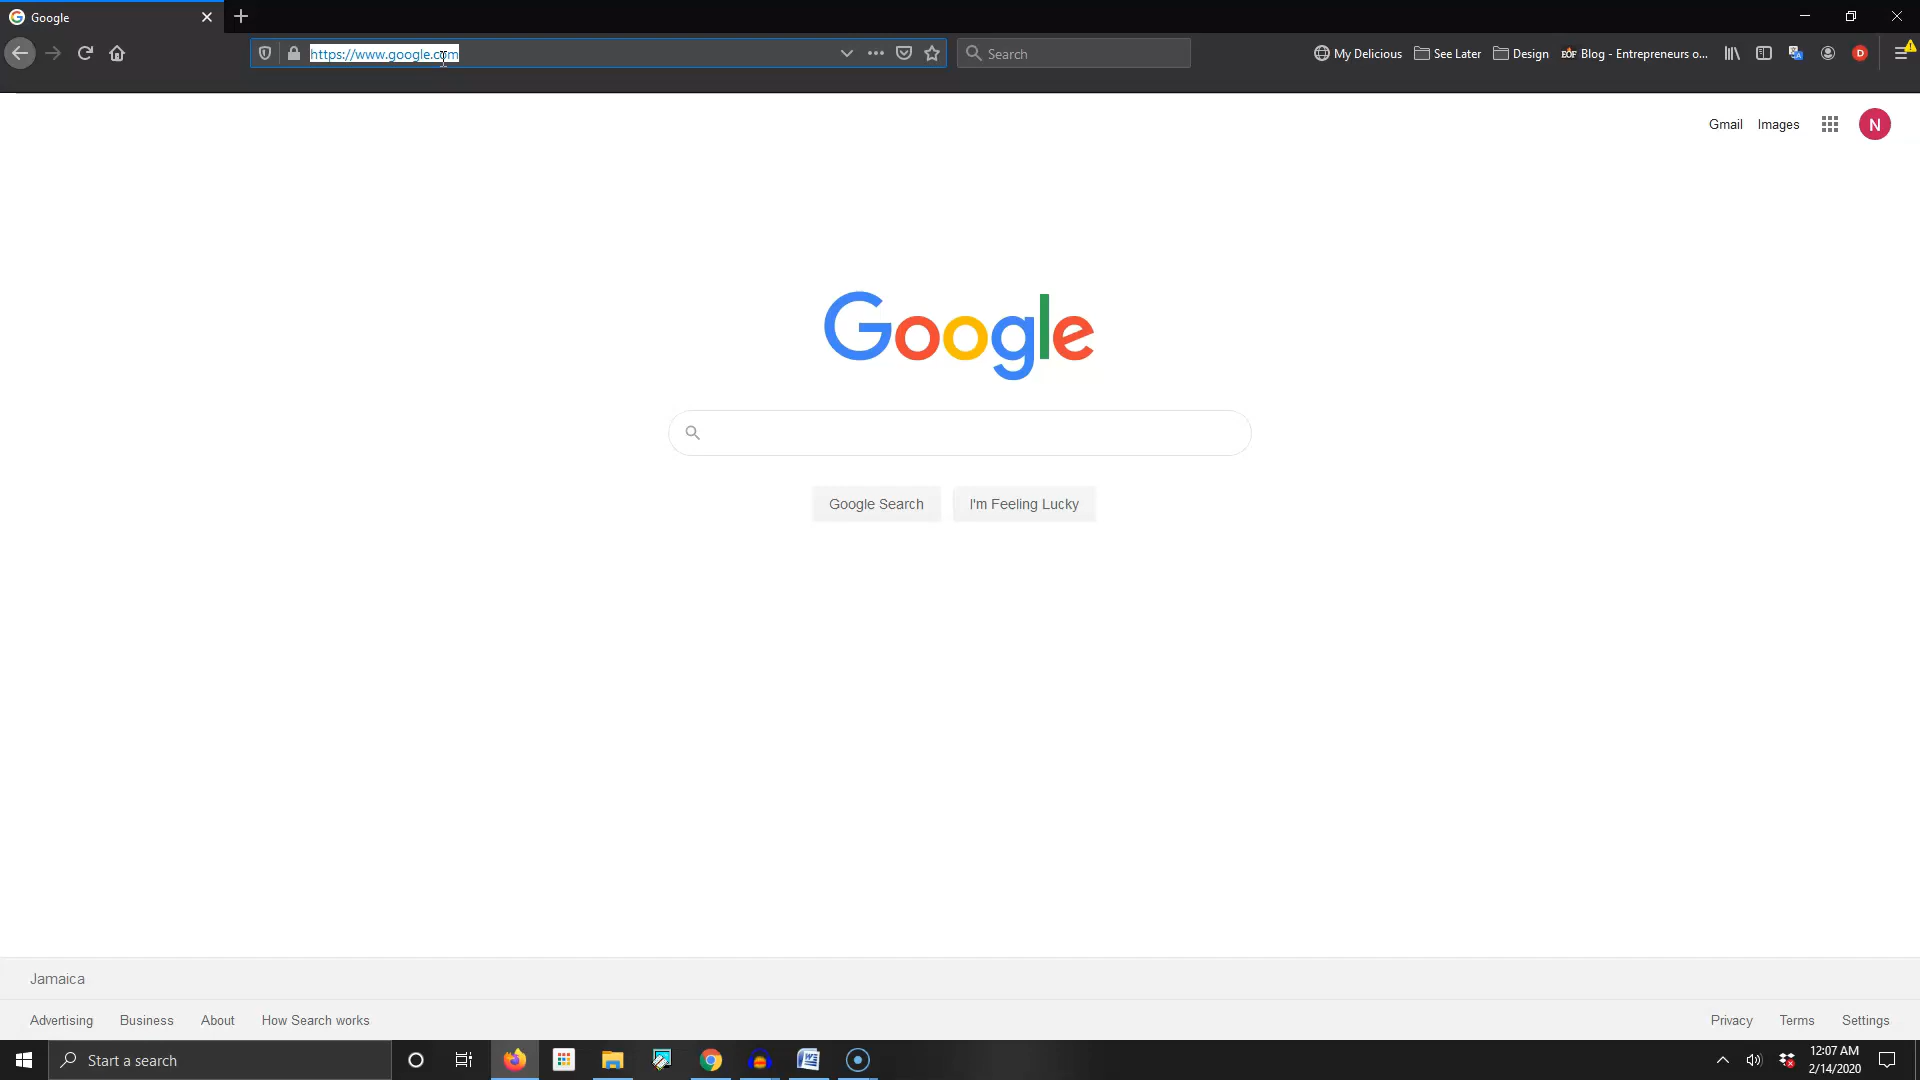 Google
https://www.google.com
Search
My Delicious
See Later
Design
EOF Blog - Entrepreneurs o...
D
Gmail
Images
N
Google
Google Search
I'm Feeling Lucky
Jamaica
Advertising
Business
About
How Search works
Privacy
Terms
Settings
Start a search
12:07 AM
2/14/2020